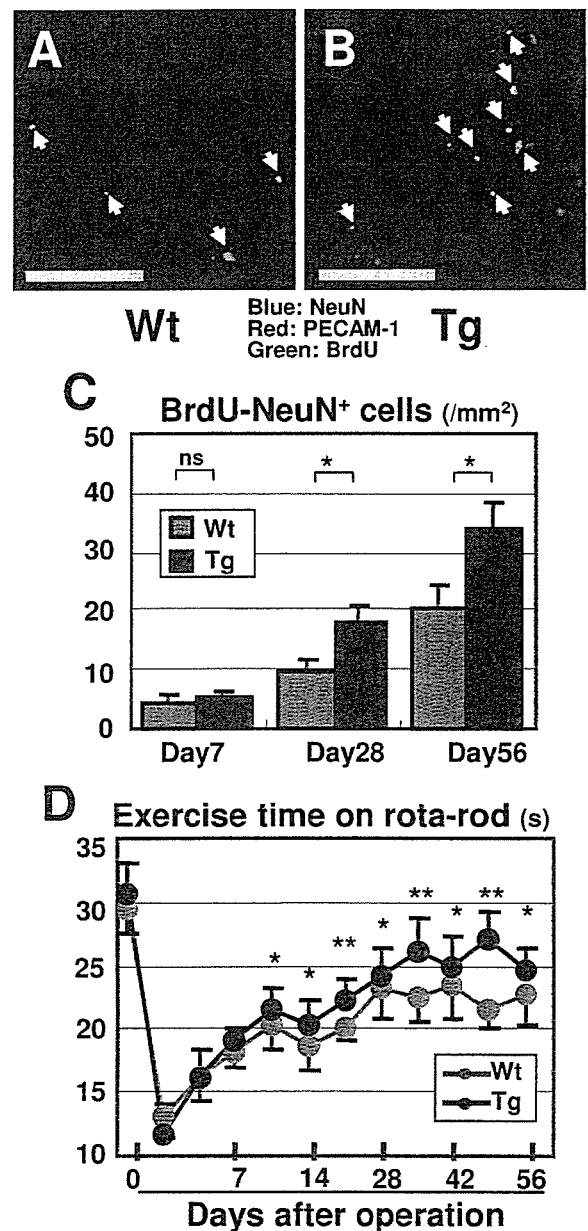 A B
Wt Tg
Blue: NeuN
Red: PECAM-1
Green: BrdU
C
BrdU-NeuN⁺ cells (/mm²)
50
40
30
20
10
0
ns * *
Wt
Tg
Day7 Day28 Day56
D Exercise time on rota-rod (s)
35
30
25
20
15
10
* * ** * ** * ** *
Wt
Tg
0 7 14 28 42 56
Days after operation